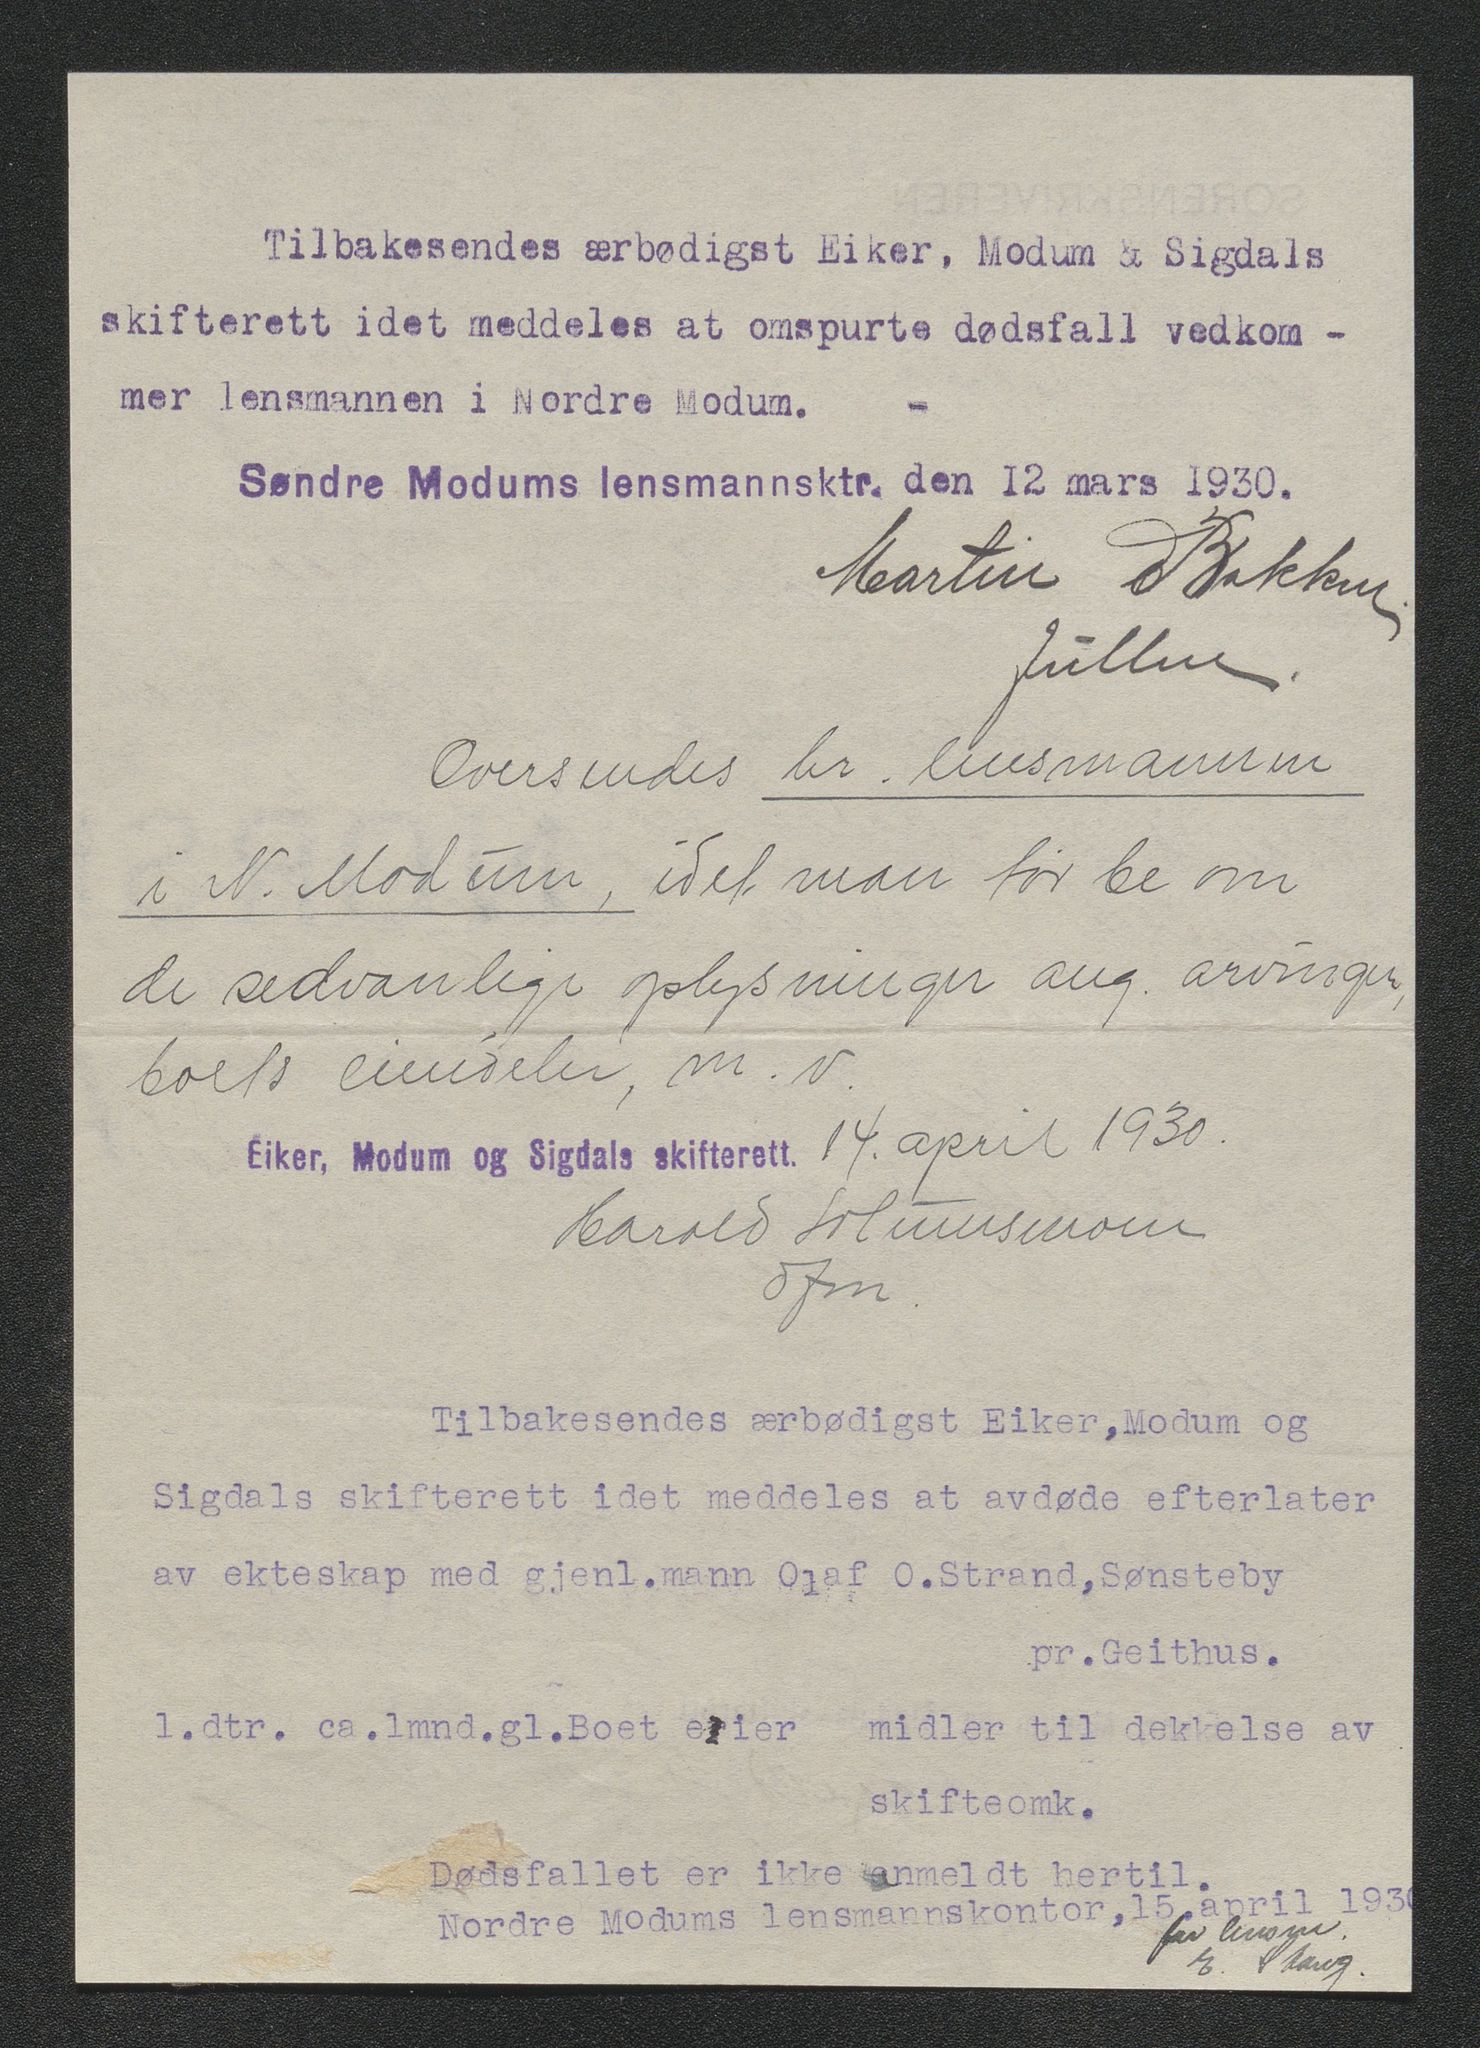 Tilbakesendes ærbødigst Eiker, Modum & Sigdals
skifterett idet meddeles at omspurte dødsfall vedkom -
mer lensmannen i Nordre Modum. -
Søndre Modums lensmannsktr. den 12 mars 1930.
Martin Bakken
fullm.
Oversendes hr. lensmannen
i N. Modum, idet man tør be om
de sedvanlige oplysninger ang. arvinger,
boets eiendeler, m. v.
Eiker, Modum og Sigdals skifterett. 14. april 1930.
Harald
dfm.
Tilbakesendes ærbødigst Eiker,Modum og
Sigdals skifterett idet meddeles at avdøde efterlater
av ekteskap med gjenl.mann Olaf O.Strand,Sønsteby
pr.Geithus.
1.dtr. ca.1mnd.gl.Boet eier midler til dekkelse av
skifteomk.
Dødsfallet er ikke anmeldt hertil.
Nordre Modums lensmannskontor,15.april 1930
for lensm.
E.